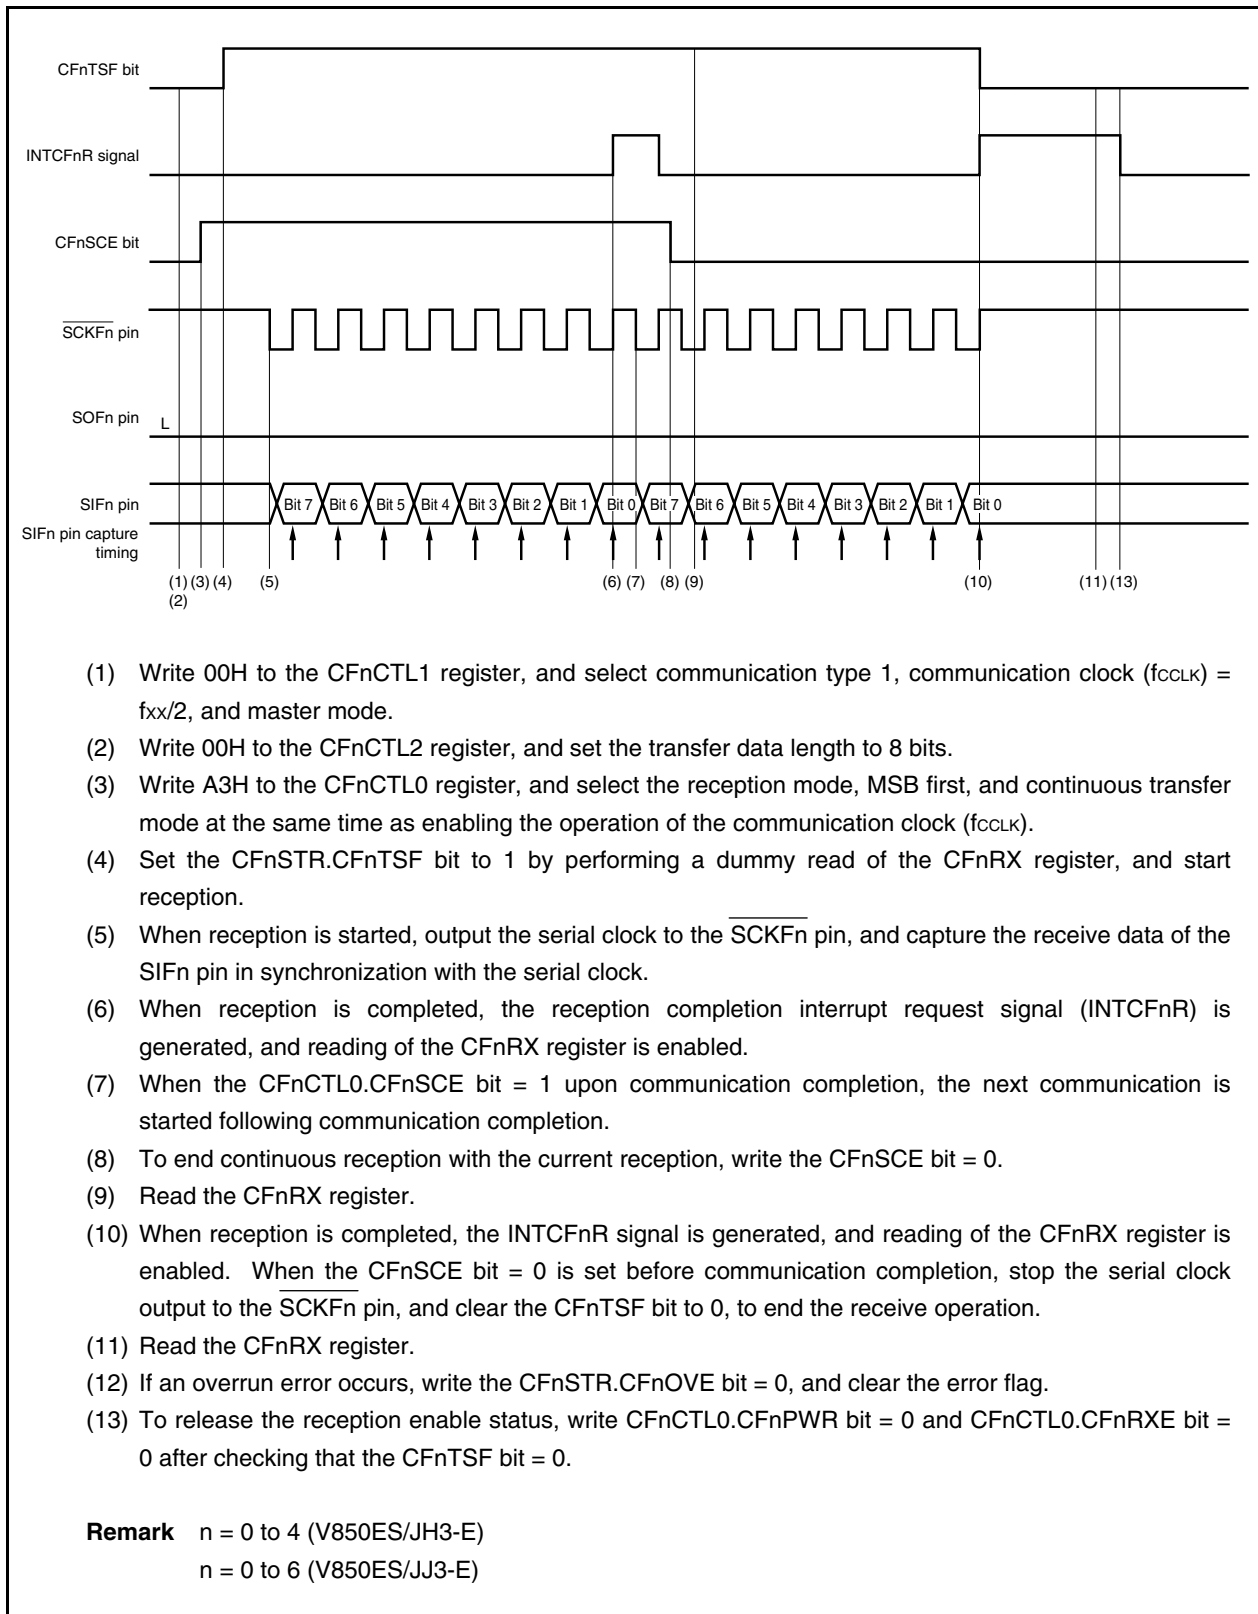 CFnTSF bit
INTCFnR signal
CFnSCE bit
SCKFn pin
SOFn pin
L
SIFn pin
Bit 7 Bit 6 Bit 5 Bit 4 Bit 3 Bit 2 Bit 1 Bit 0 Bit 7 Bit 6 Bit 5 Bit 4 Bit 3 Bit 2 Bit 1 Bit 0
SIFn pin capture
timing
(1) (3) (4) (5) (6) (7) (8) (9) (10) (11) (13)
(2)
(1) Write 00H to the CFnCTL1 register, and select communication type 1, communication clock (fCCLK) =
fxx/2, and master mode.
(2) Write 00H to the CFnCTL2 register, and set the transfer data length to 8 bits.
(3) Write A3H to the CFnCTL0 register, and select the reception mode, MSB first, and continuous transfer
mode at the same time as enabling the operation of the communication clock (fCCLK).
(4) Set the CFnSTR.CFnTSF bit to 1 by performing a dummy read of the CFnRX register, and start
reception.
(5) When reception is started, output the serial clock to the SCKFn pin, and capture the receive data of the
SIFn pin in synchronization with the serial clock.
(6) When reception is completed, the reception completion interrupt request signal (INTCFnR) is
generated, and reading of the CFnRX register is enabled.
(7) When the CFnCTL0.CFnSCE bit = 1 upon communication completion, the next communication is
started following communication completion.
(8) To end continuous reception with the current reception, write the CFnSCE bit = 0.
(9) Read the CFnRX register.
(10) When reception is completed, the INTCFnR signal is generated, and reading of the CFnRX register is
enabled. When the CFnSCE bit = 0 is set before communication completion, stop the serial clock
output to the SCKFn pin, and clear the CFnTSF bit to 0, to end the receive operation.
(11) Read the CFnRX register.
(12) If an overrun error occurs, write the CFnSTR.CFnOVE bit = 0, and clear the error flag.
(13) To release the reception enable status, write CFnCTL0.CFnPWR bit = 0 and CFnCTL0.CFnRXE bit =
0 after checking that the CFnTSF bit = 0.
Remark n = 0 to 4 (V850ES/JH3-E)
n = 0 to 6 (V850ES/JJ3-E)